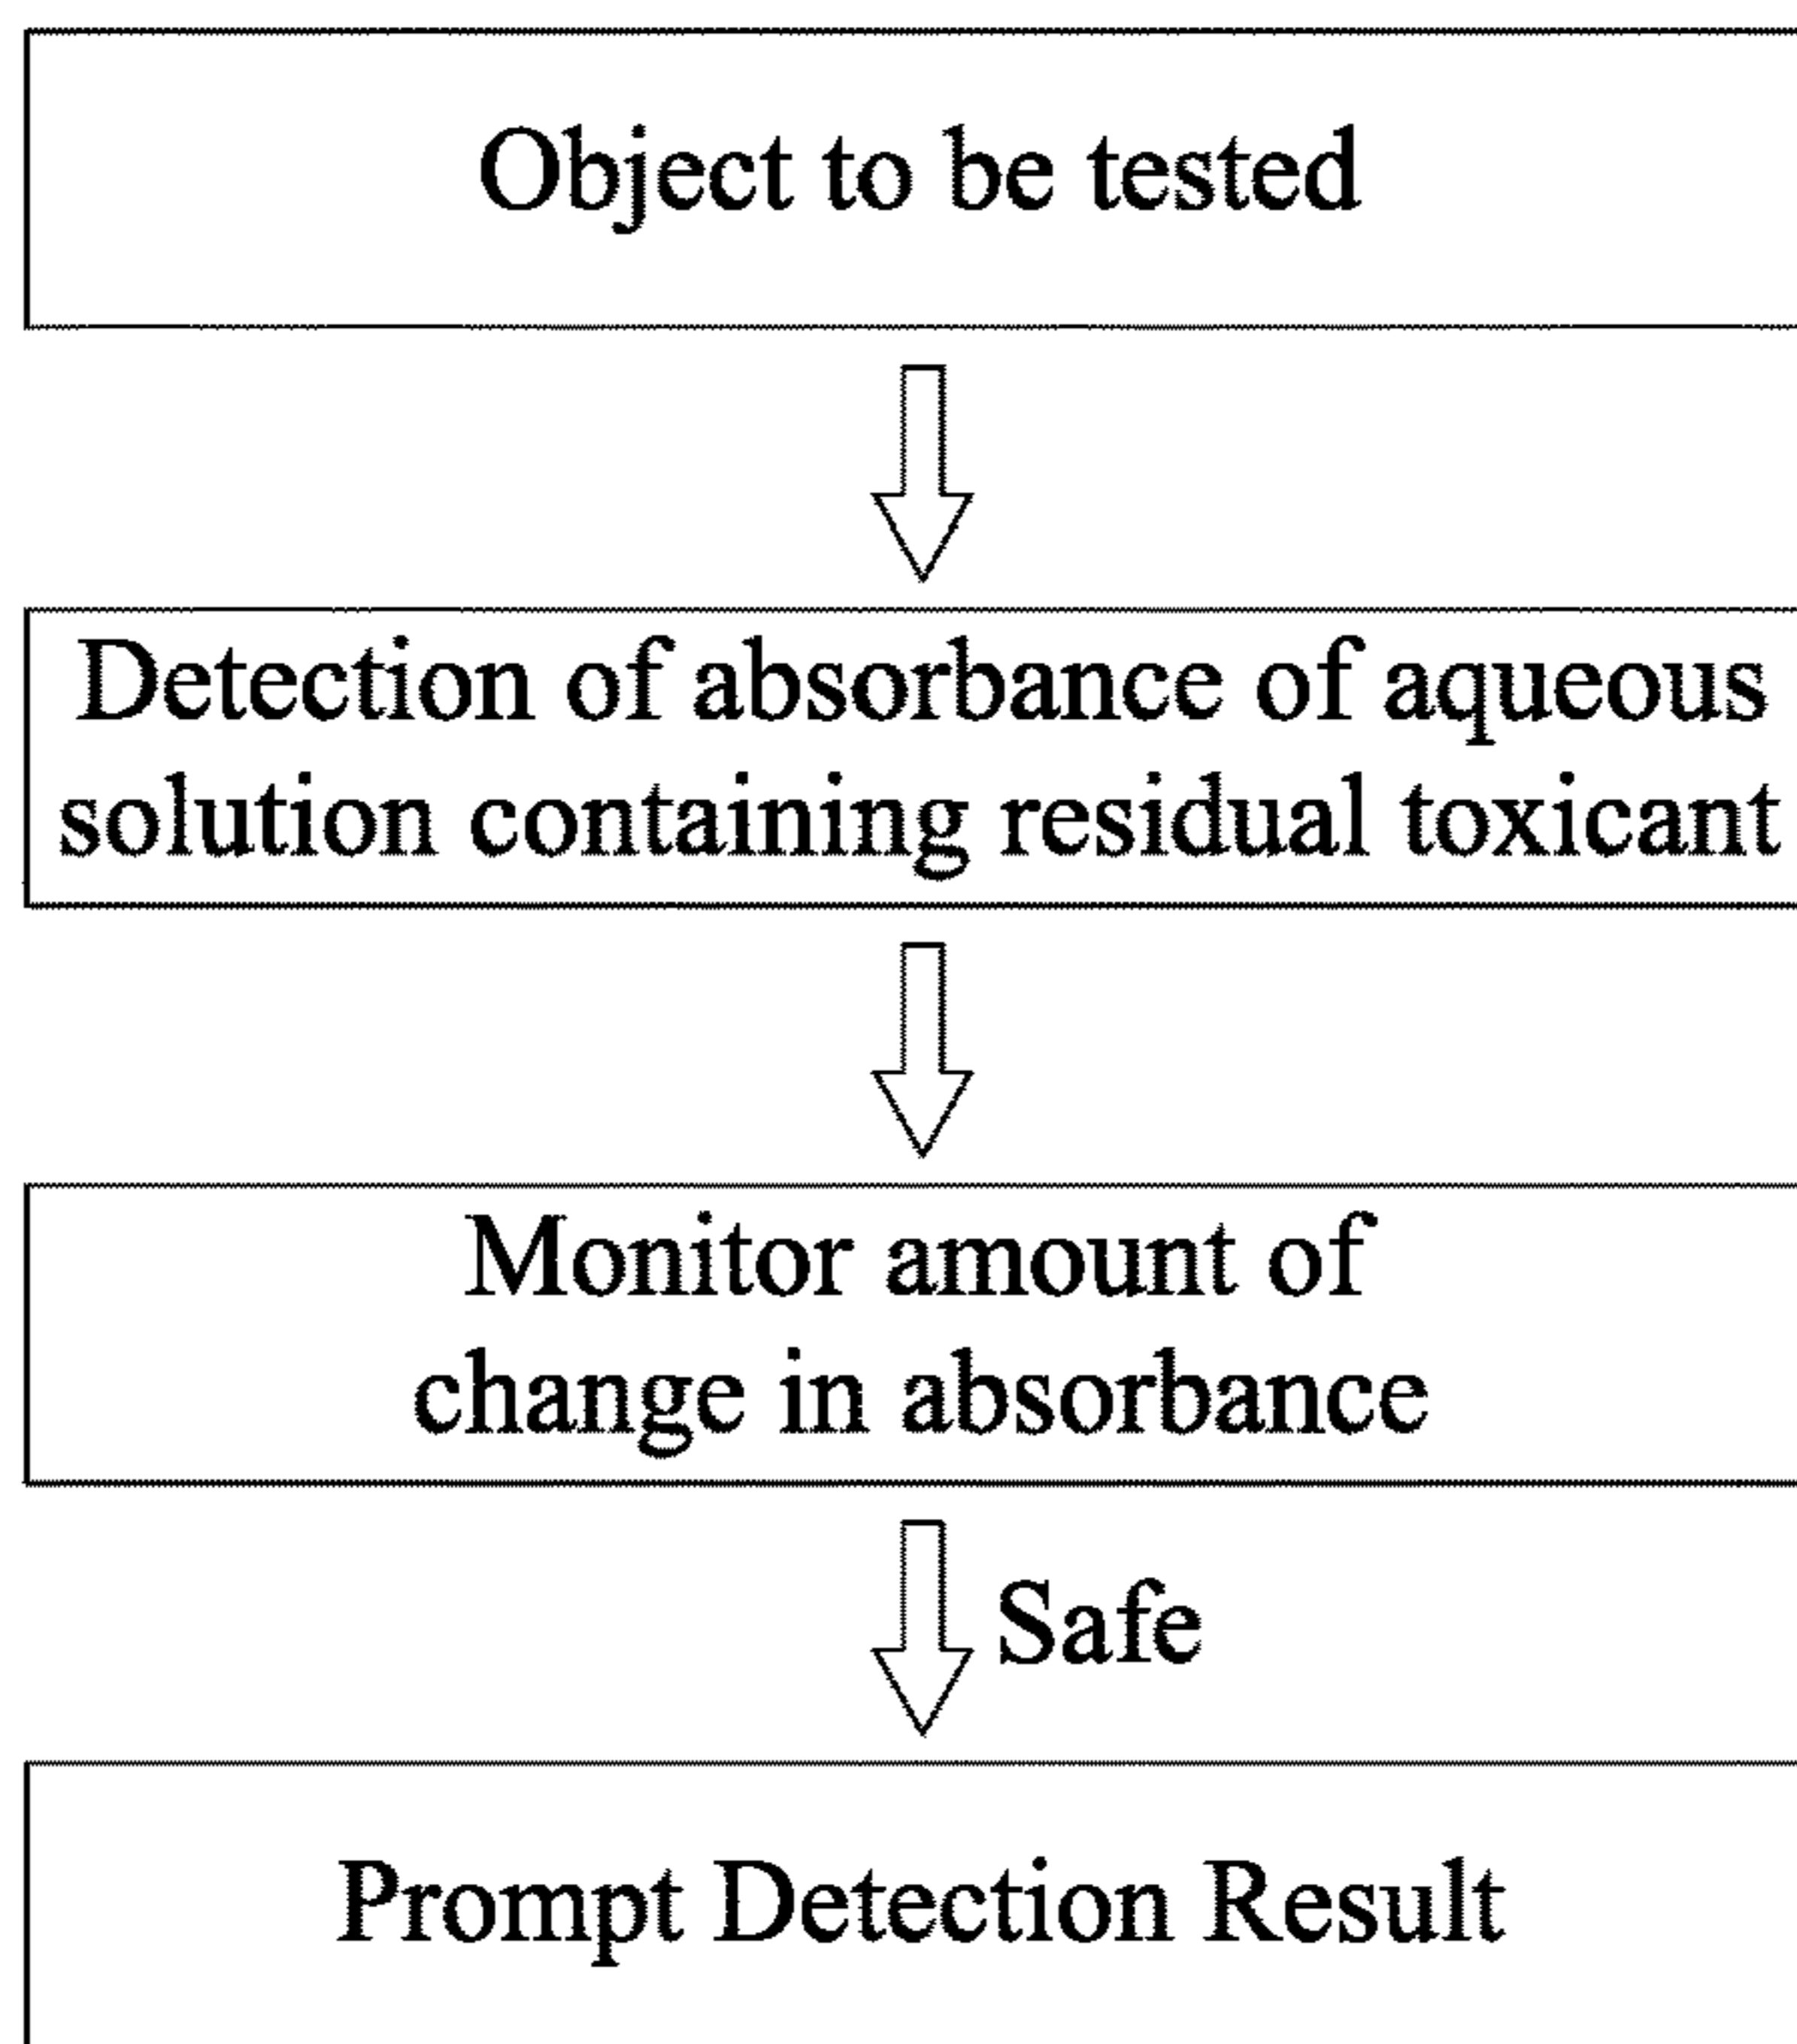 Object to be tested
Detection of absorbance of aqueous
solution containing residual toxicant
Monitor amount of
change in absorbance
Safe
Prompt Detection Result